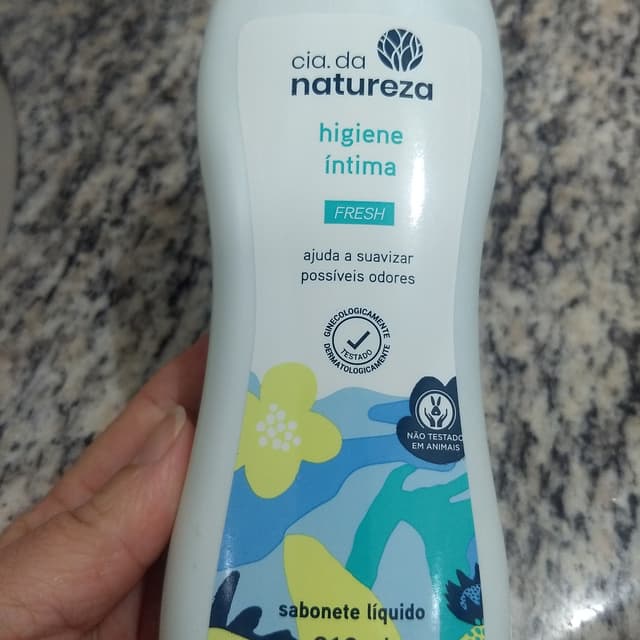 cia.da
natureza
higiene
íntima
FRESH
ajuda a suavizar
possíveis odores
GINECOLOGICAMENTE
TESTADO
DERMATOLOGICAMENTE
NÃO TESTADO
EM ANIMAIS
sabonete líquido